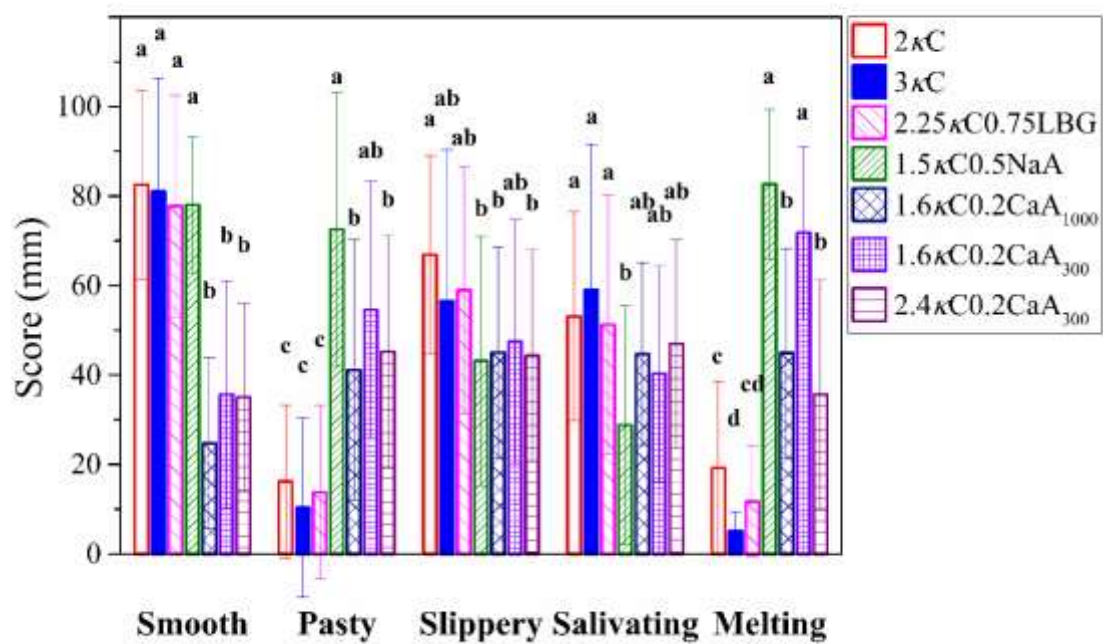 Score (mm)
100
80
60
40
20
0
a a a a b b b
c c c a b ab b
a ab ab b b ab b
a a a b ab ab ab
c d cd a b a b
Smooth Pasty Slippery Salivating Melting
2κC
3κC
2.25κC0.75LBG
1.5κC0.5NaA
1.6κC0.2CaA₁₀₀₀
1.6κC0.2CaA₃₀₀
2.4κC0.2CaA₃₀₀